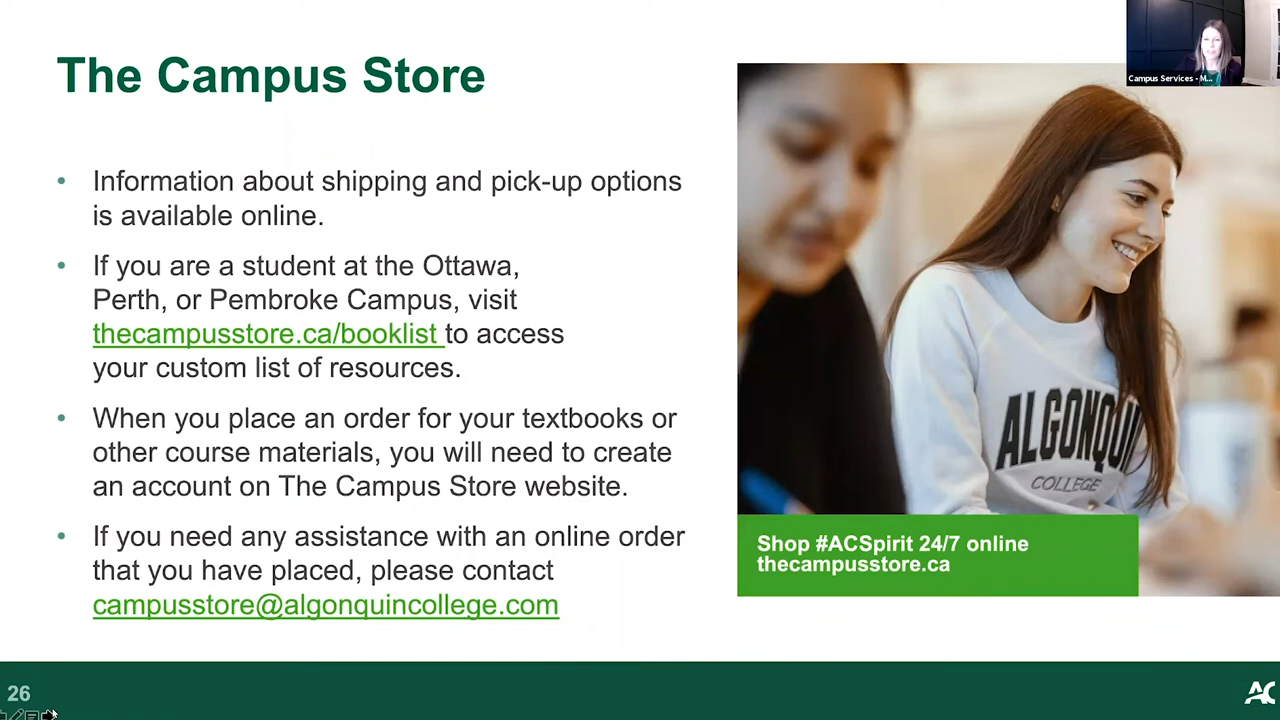 The Campus Store
• Information about shipping and pick-up options
is available online.
• If you are a student at the Ottawa,
Perth, or Pembroke Campus, visit
thecampusstore.ca/booklist to access
your custom list of resources.
• When you place an order for your textbooks or
other course materials, you will need to create
an account on The Campus Store website.
• If you need any assistance with an online order
that you have placed, please contact
campusstore@algonquincollege.com
Campus Services - M...
ALGONQUI
COLLEGE
Shop #ACSpirit 24/7 online
thecampusstore.ca
26
AC